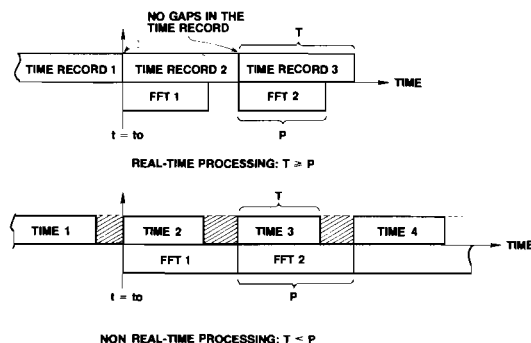 NO GAPS IN THE
TIME RECORD
T
TIME RECORD 1
TIME RECORD 2
TIME RECORD 3
TIME
FFT 1
FFT 2
t = to
P
REAL-TIME PROCESSING: T ≥ P
T
TIME 1
TIME 2
TIME 3
TIME 4
TIME
FFT 1
FFT 2
t = to
P
NON REAL-TIME PROCESSING: T < P